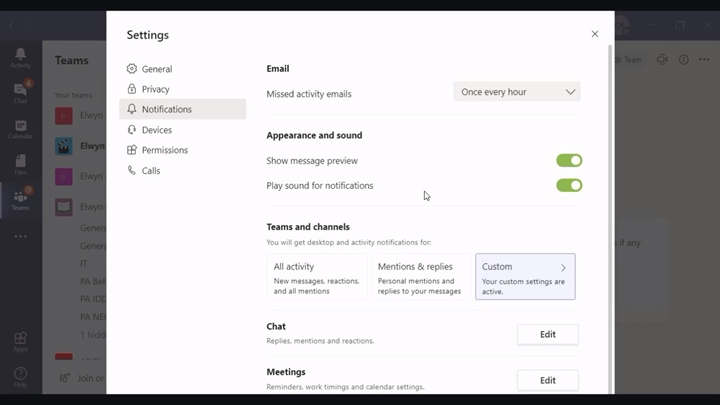 Settings
General
Privacy
Notifications
Devices
Permissions
Calls
Email
Missed activity emails
Once every hour
Appearance and sound
Show message preview
Play sound for notifications
Teams and channels
You will get desktop and activity notifications for:
All activity
New messages, reactions,
and all mentions
Mentions & replies
Personal mentions and
replies to your messages
Custom
Your custom settings are
active.
Chat
Replies, mentions and reactions.
Edit
Meetings
Reminders, work timings and calendar settings.
Edit
Activity
Chat
Calendar
Files
Teams
Apps
Help
Teams
Your teams
Elwyn
Elwyn
Elwyn
Elwyn
Genera
Genera
IT
PA Be
PA IDD
PA NE
1 Hidde
Join or
Team
s if any